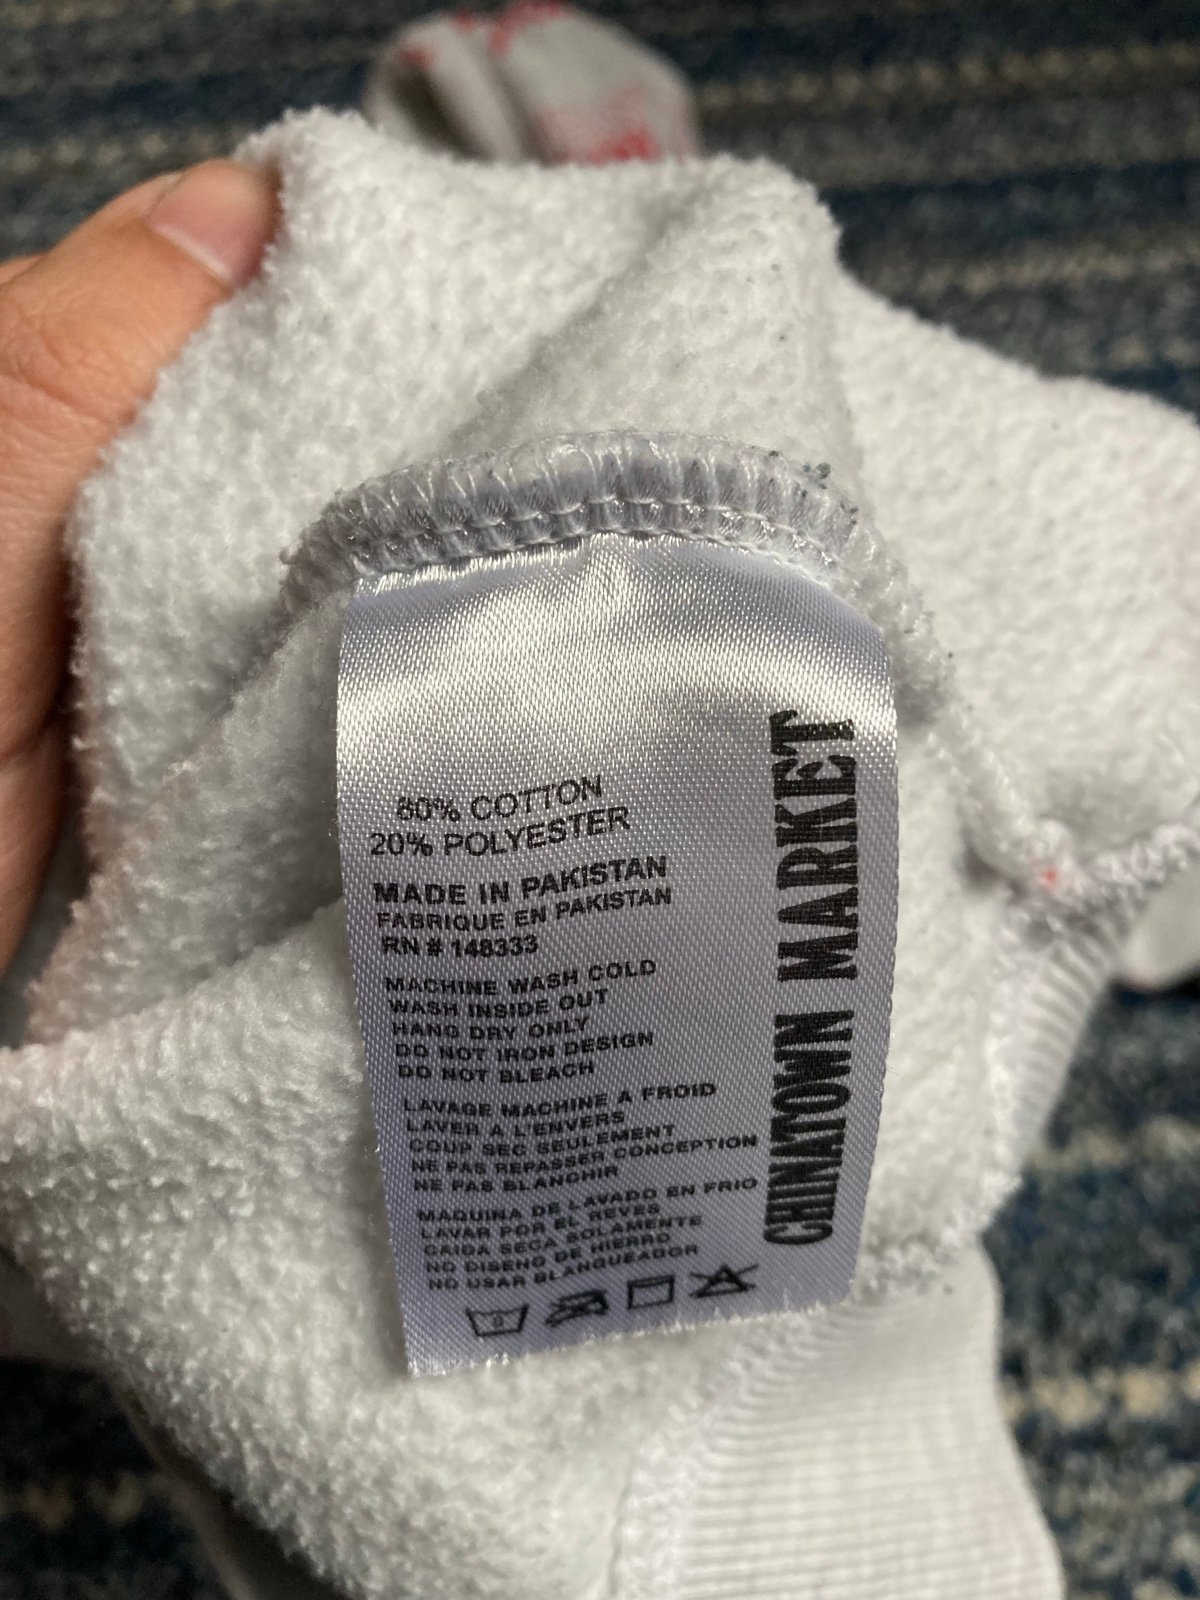 80% COTTON
20% POLYESTER
MADE IN PAKISTAN
FABRIQUE EN PAKISTAN
RN # 148333
MACHINE WASH COLD
WASH INSIDE OUT
HANG DRY ONLY
DO NOT IRON DESIGN
DO NOT BLEACH
LAVAGE MACHINE A FROID
LAVER A L'ENVERS
COUP SEC SEULEMENT
NE PAS REPASSER CONCEPTION
NE PAS BLANCHIR
MAQUINA DE LAVADO EN FRIO
LAVAR POR EL REVES
CAIDA SECA SOLAMENTE
NO DISENO DE HIERRO
NO USAR BLANQUEADOR
CHINATOWN MARKET